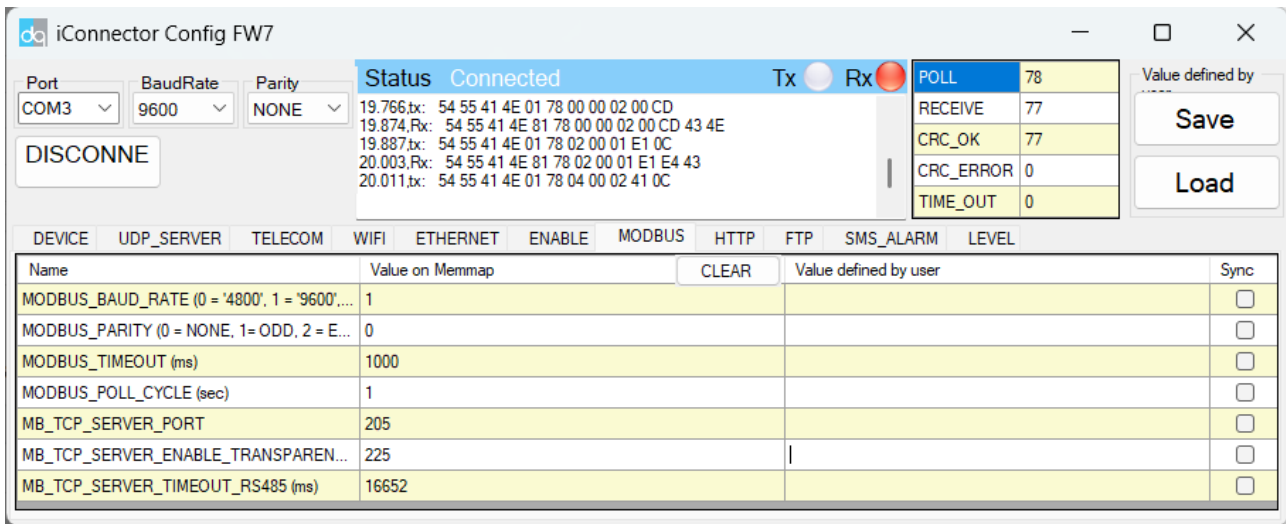 dq iConnector Config FW7
Port BaudRate Parity
COM3 9600 NONE
DISCONNE
Status Connected Tx Rx
19.766,tx: 54 55 41 4E 01 78 00 00 02 00 CD
19.874,Rx: 54 55 41 4E 81 78 00 00 02 00 CD 43 4E
19.887,tx: 54 55 41 4E 01 78 02 00 01 E1 0C
20.003,Rx: 54 55 41 4E 81 78 02 00 01 E1 E4 43
20.011,tx: 54 55 41 4E 01 78 04 00 02 41 0C
POLL 78
RECEIVE 77
CRC_OK 77
CRC_ERROR 0
TIME_OUT 0
Value defined by
Save
Load
DEVICE UDP_SERVER TELECOM WIFI ETHERNET ENABLE MODBUS HTTP FTP SMS_ALARM LEVEL
Name Value on Memmap CLEAR Value defined by user Sync
MODBUS_BAUD_RATE (0 = '4800', 1 = '9600',... 1
MODBUS_PARITY (0 = NONE, 1= ODD, 2 = E... 0
MODBUS_TIMEOUT (ms) 1000
MODBUS_POLL_CYCLE (sec) 1
MB_TCP_SERVER_PORT 205
MB_TCP_SERVER_ENABLE_TRANSPAREN... 225
MB_TCP_SERVER_TIMEOUT_RS485 (ms) 16652